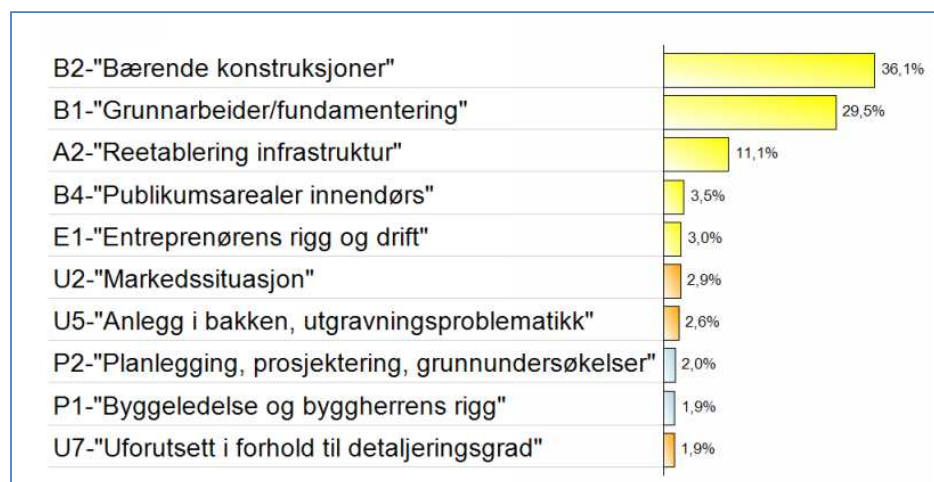 B2-"Bærende konstruksjoner" 36,1%
B1-"Grunnarbeider/fundamentering" 29,5%
A2-"Reetablering infrastruktur" 11,1%
B4-"Publikumsarealer innendørs" 3,5%
E1-"Entreprenørens rigg og drift" 3,0%
U2-"Markedssituasjon" 2,9%
U5-"Anlegg i bakken, utgravningsproblematikk" 2,6%
P2-"Planlegging, prosjektering, grunnundersøkelser" 2,0%
P1-"Byggeledelse og byggherrens rigg" 1,9%
U7-"Uforutsett i forhold til detaljeringsgrad" 1,9%